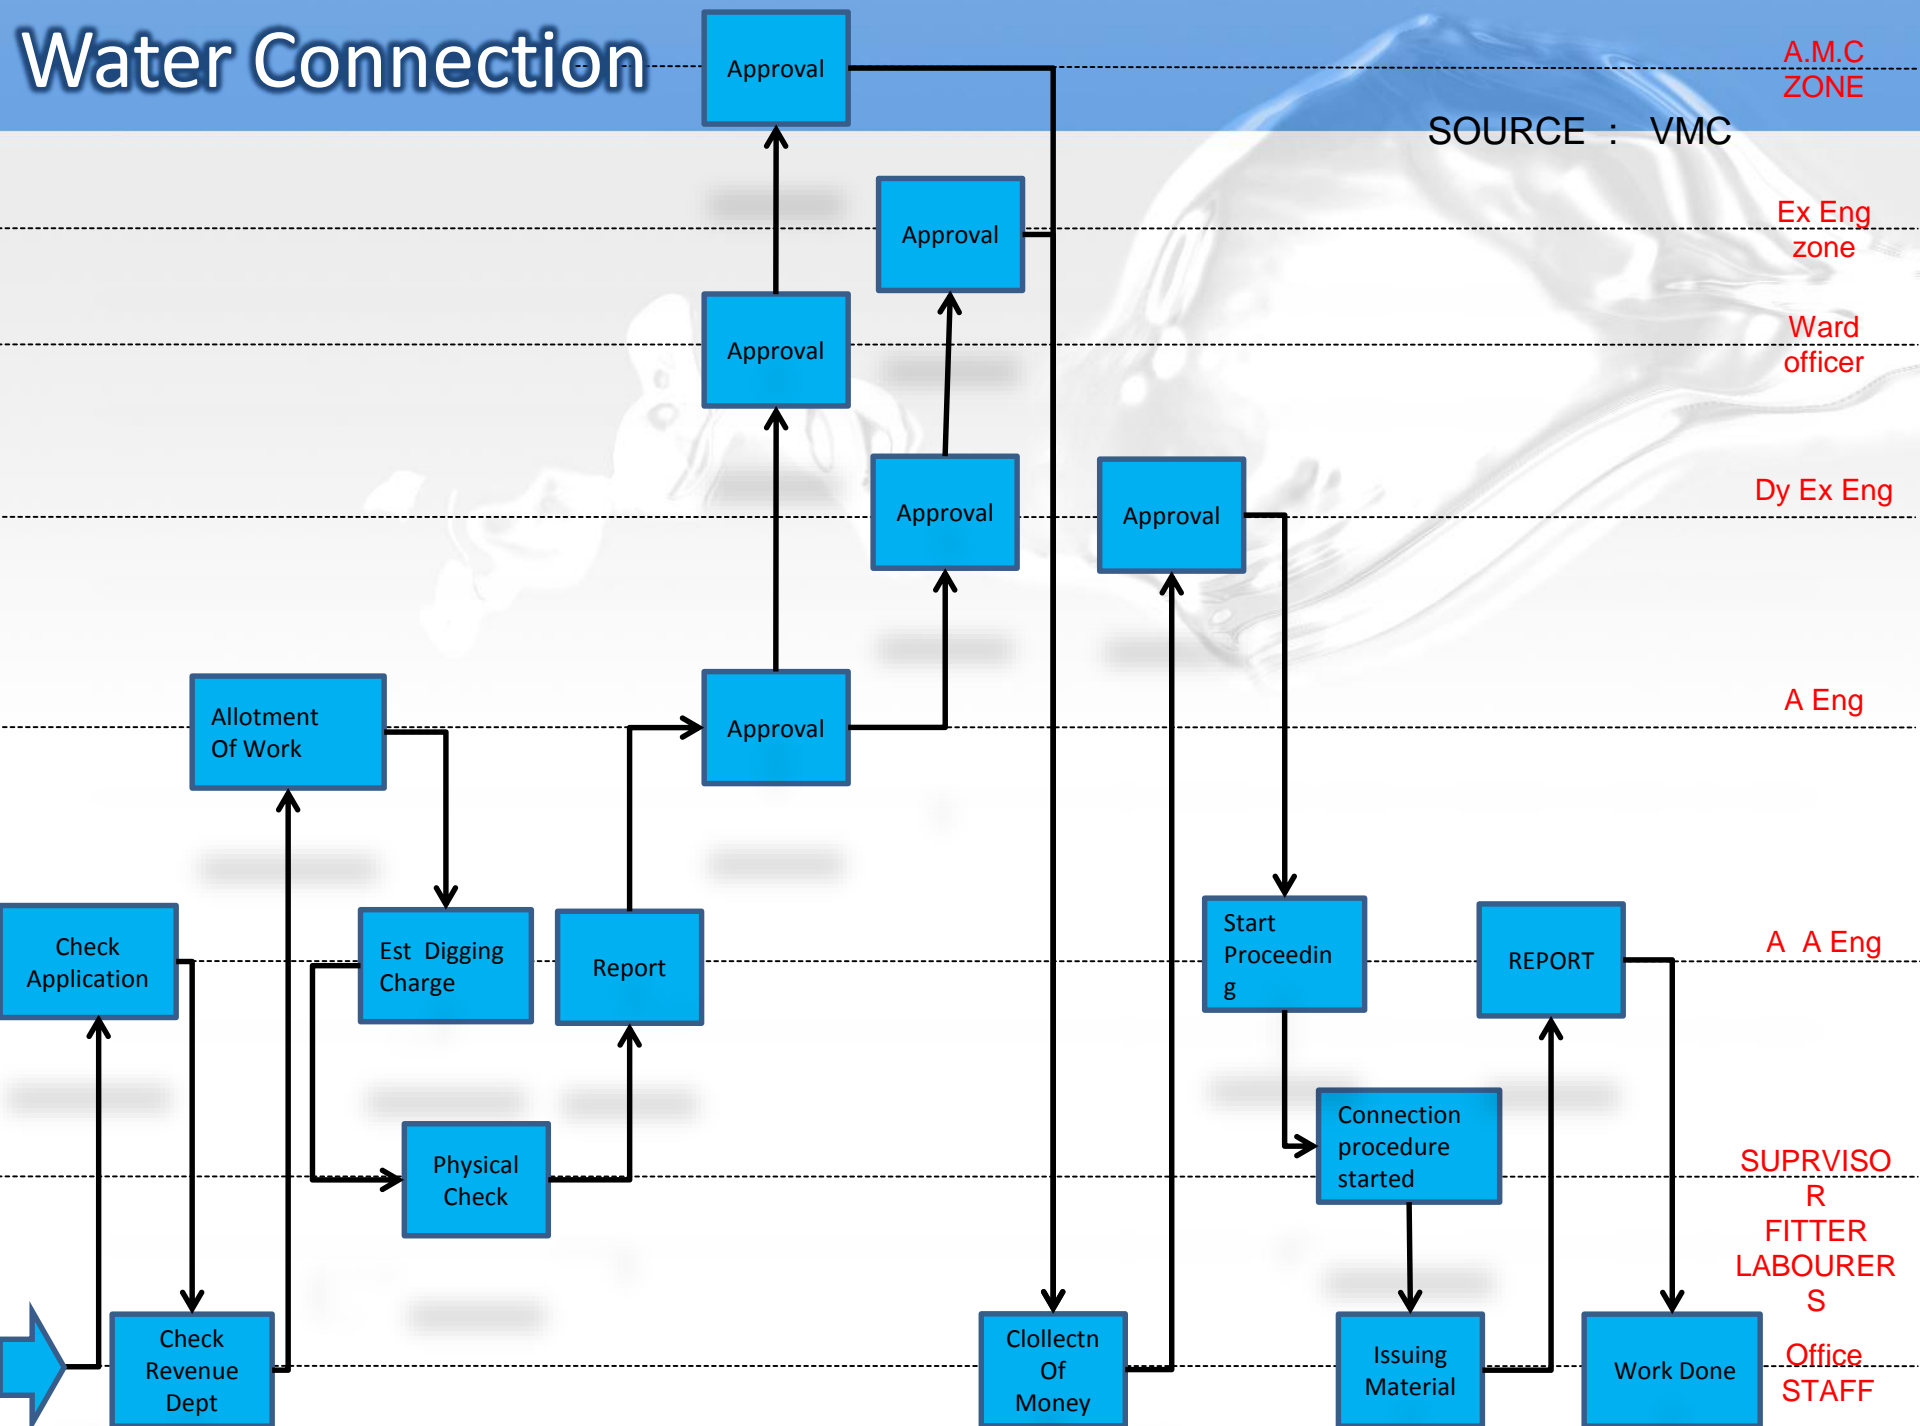 Water Connection
Approval
A.M.C
ZONE
SOURCE : VMC
Approval
Ex Eng
zone
Approval
Ward
officer
Approval
Approval
Dy Ex Eng
Allotment
Of Work
Approval
A Eng
Check
Application
Est Digging
Charge
Report
Start
Proceedin
g
REPORT
A A Eng
Physical
Check
Connection
procedure
started
SUPRVISO
R
FITTER
LABOURER
S
Check
Revenue
Dept
Clollectn
Of
Money
Issuing
Material
Work Done
Office
STAFF